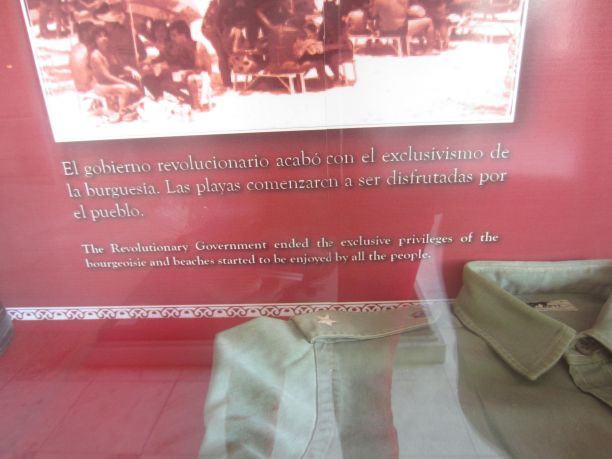 El gobierno revolucionario acabó con el exclusivismo de
la burguesia. Las playas comenzaron a ser disfrutadas por
el pueblo.
The Revolutionary Government ended the exclusive privileges of the
bourgeoisie and beaches started to be enjoyed by all the people.